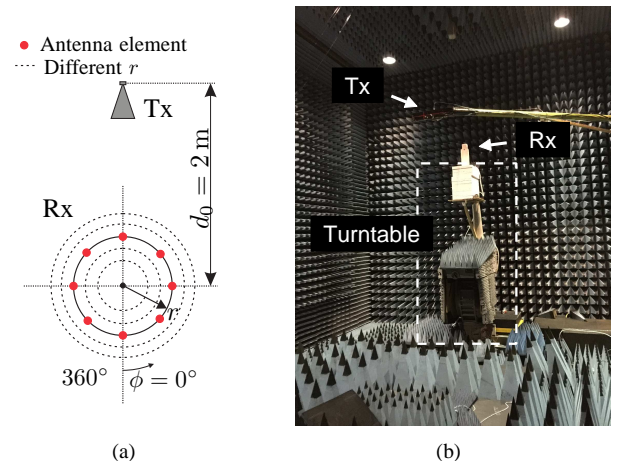 Antenna element
Different r
Tx
d₀ = 2 m
Rx
r
360°
ϕ = 0°
(a)
Tx
Rx
Turntable
(b)